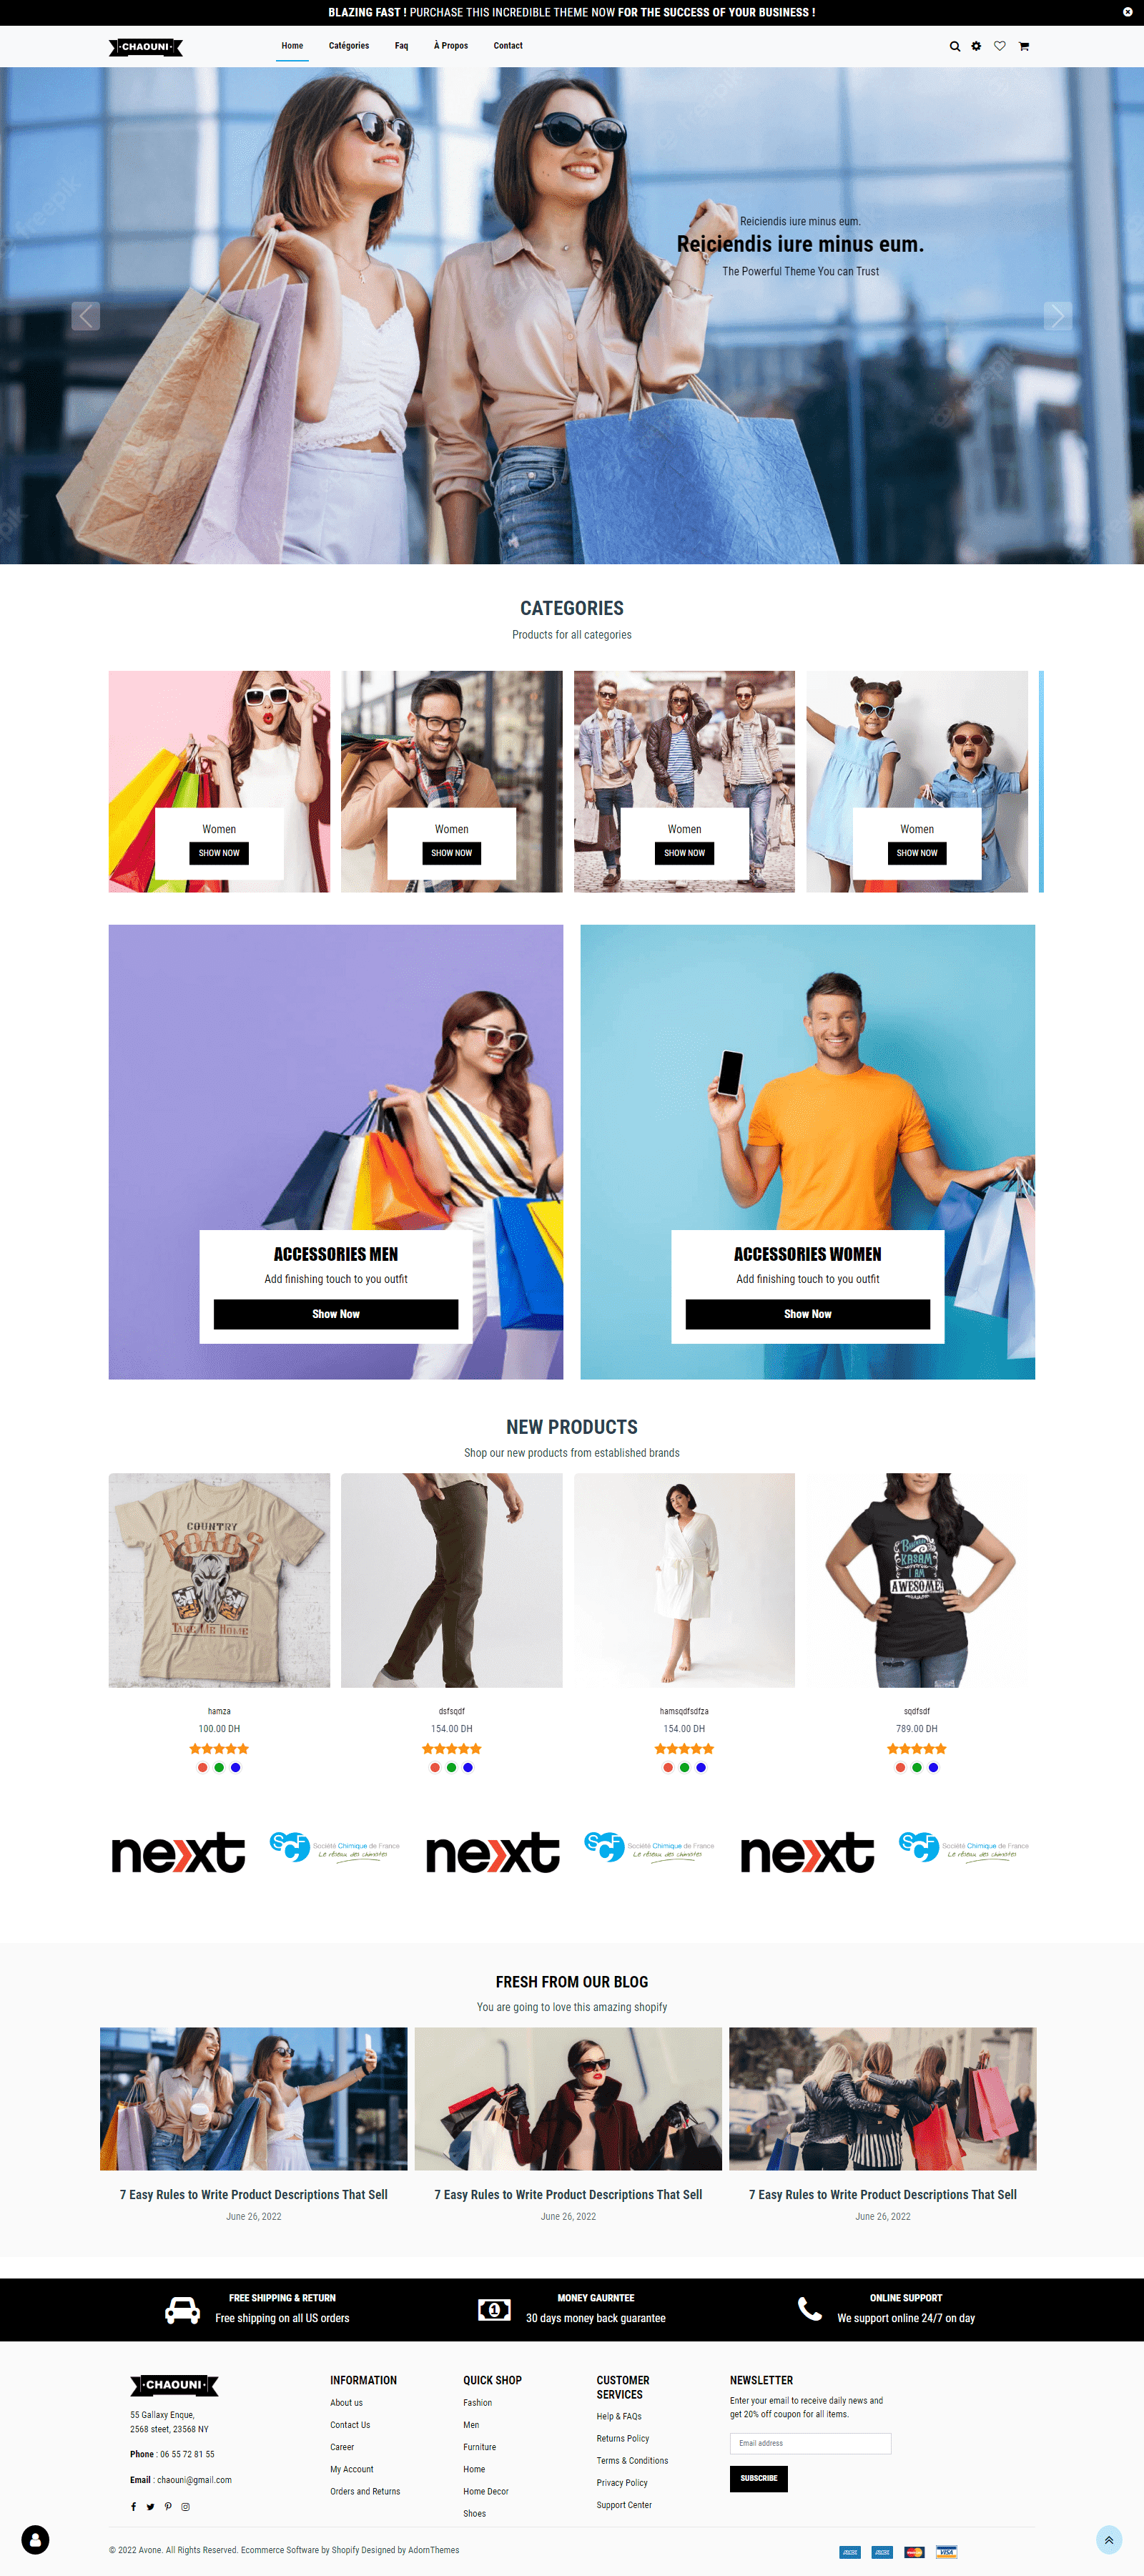 BLAZING FAST ! PURCHASE THIS INCREDIBLE THEME NOW FOR THE SUCCESS OF YOUR BUSINESS !
·CHAOUNI·
Home Catégories Faq À Propos Contact
Reiciendis iure minus eum.
Reiciendis iure minus eum.
The Powerful Theme You can Trust
CATEGORIES
Products for all categories
Women Women Women Women
SHOW NOW SHOW NOW SHOW NOW SHOW NOW
ACCESSORIES MEN
Add finishing touch to you outfit
Show Now
ACCESSORIES WOMEN
Add finishing touch to you outfit
Show Now
NEW PRODUCTS
Shop our new products from established brands
COUNTRY
ROADS
TAKE ME HOME
KASAM
I AM
AWESOME!
hamza dsfsqdf hamsqdfsdfza sqdfsdf
100.00 DH 154.00 DH 154.00 DH 789.00 DH
next SCF Société Chimique de France next SCF Société Chimique de France next SCF Société Chimique de France
Le réseau des chimistes Le réseau des chimistes Le réseau des chimistes
FRESH FROM OUR BLOG
You are going to love this amazing shopify
7 Easy Rules to Write Product Descriptions That Sell
June 26, 2022
7 Easy Rules to Write Product Descriptions That Sell
June 26, 2022
7 Easy Rules to Write Product Descriptions That Sell
June 26, 2022
FREE SHIPPING & RETURN
Free shipping on all US orders
MONEY GAURNTEE
30 days money back guarantee
ONLINE SUPPORT
We support online 24/7 on day
·CHAOUNI·
55 Gallaxy Enque,
2568 steet, 23568 NY
Phone : 06 55 72 81 55
Email : chaouni@gmail.com
INFORMATION
About us
Contact Us
Career
My Account
Orders and Returns
QUICK SHOP
Fashion
Men
Furniture
Home
Home Decor
Shoes
CUSTOMER
SERVICES
Help & FAQs
Returns Policy
Terms & Conditions
Privacy Policy
Support Center
NEWSLETTER
Enter your email to receive daily news and
get 20% off coupon for all items.
Email address
SUBSCRIBE
© 2022 Avone. All Rights Reserved. Ecommerce Software by Shopify Designed by AdornThemes
VISA